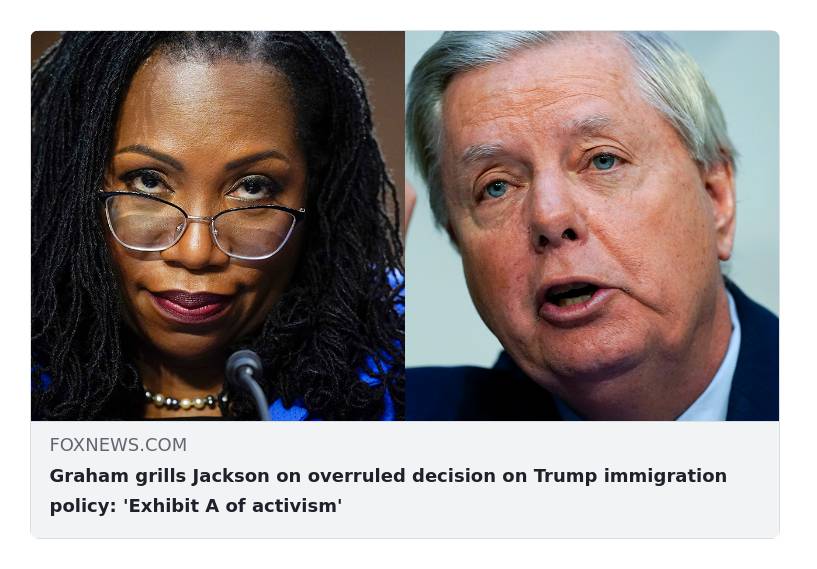 FOXNEWS.COM
Graham grills Jackson on overruled decision on Trump immigration
policy: 'Exhibit A of activism'